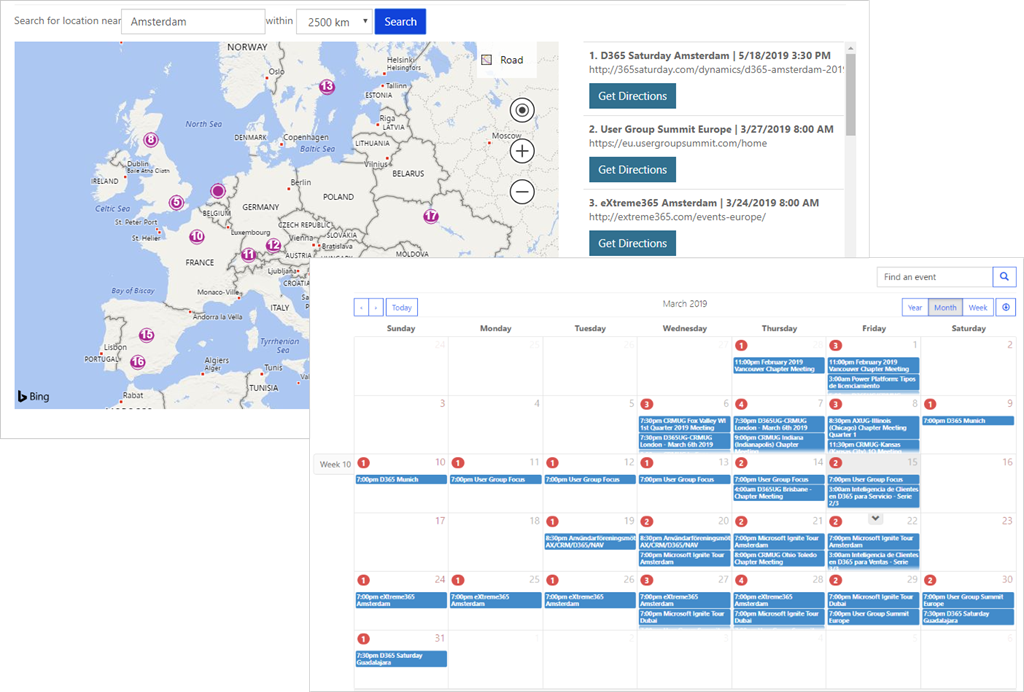 Search for location near Amsterdam within 2500 km Search
NORWAY
Road
Oslo
Helsinki
Helsingfors
Tallinn
ESTONIA
13
North Sea
Riga
LATVIA
8
DENMARK
Copenhagen
Baltic Sea
LITHUANIA
Moscow
Vilnius
Dublin
Baile Átha Cliath
IRELAND
Berlin
BELARUS
POLAND
Celtic Sea
5
BELGIUM
GERMANY
17
St. Peter Port
St-Helier
10
Luxembourg
CZECH REPUBLIC
SLOVAKIA
12
Vienna
Bratislava
11
AUSTRIA
MOLDOVA
FRANCE
Ljubljana
CROATIA
Bay of Biscay
Monaco-Ville
ITALY
Andorra la Vella
15
Lisbon
PORTUGAL
16
Tyrrhenian
Sea
Algiers
Alger
Tunis
TUNISIA
Rabat
Bing
1. D365 Saturday Amsterdam | 5/18/2019 3:30 PM
http://365saturday.com/dynamics/d365-amsterdam-2019
Get Directions
2. User Group Summit Europe | 3/27/2019 8:00 AM
https://eu.usergroupsummit.com/home
Get Directions
3. eXtreme365 Amsterdam | 3/24/2019 8:00 AM
http://extreme365.com/events-europe/
Get Directions
Find an event
Today
March 2019
Year Month Week
Sunday Monday Tuesday Wednesday Thursday Friday Saturday
1 3 1 2
11:00pm February 2019
Vancouver Chapter Meeting
11:00pm February 2019
Vancouver Chapter Meeting
3:00am Power Platform: Tipos
de licenciamiento
3 4 5 3 6 4 7 3 8 1 9
7:30pm CRMUG Fox Valley WI
1st Quarter 2019 Meeting
7:30pm D365UG-CRMUG
London - March 6th 2019
7:30pm D365UG-CRMUG
London - March 6th 2019
9:00pm CRMUG Indiana
(Indianapolis) Chapter
8:30pm AXUG-Illinois
(Chicago) Chapter Meeting
Quarter 1
11:30pm CRMUG-Kansas
7:00pm D365 Munich
Week 10
1 10 1 11 1 12 1 13 2 14 2 15 16
7:00pm D365 Munich
7:00pm User Group Focus
7:00pm User Group Focus
7:00pm User Group Focus
7:00pm User Group Focus
4:00am D365UG Brisbane -
Chapter Meeting
7:00pm User Group Focus
3:00am Inteligencia de Clientes
en D365 para Servicio - Serie
2/3
17 18 1 19 2 20 2 21 2 22 23
8:30pm Användarföreningsmöt
AX/CRM/D365/NAV
8:30pm Användarföreningsmöt
AX/CRM/D365/NAV
7:00pm Microsoft Ignite Tour
Amsterdam
7:00pm Microsoft Ignite Tour
Amsterdam
8:00pm CRMUG Ohio Toledo
Chapter Meeting
7:00pm Microsoft Ignite Tour
Amsterdam
3:00am Inteligencia de Clientes
en D365 para Ventas - Serie
1 24 1 25 1 26 3 27 4 28 2 29 2 30
7:00pm eXtreme365
Amsterdam
7:00pm eXtreme365
Amsterdam
7:00pm eXtreme365
Amsterdam
7:00pm eXtreme365
Amsterdam
7:00pm Microsoft Ignite Tour
Dubai
7:00pm eXtreme365
Amsterdam
7:00pm Microsoft Ignite Tour
Dubai
7:00pm Microsoft Ignite Tour
Dubai
7:00pm User Group Summit
Europe
7:00pm User Group Summit
Europe
7:30pm D365 Saturday
Guadalajara
1 31
7:30pm D365 Saturday
Guadalajara